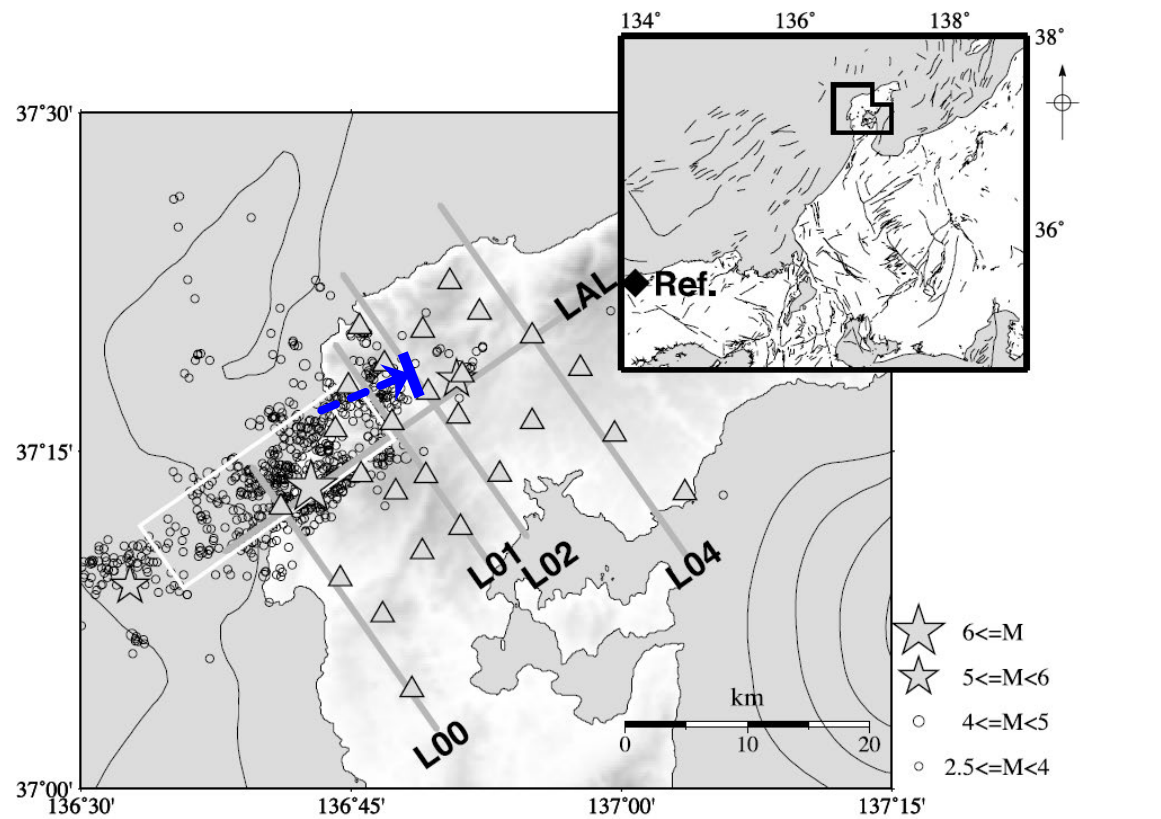 134° 136° 138°
38°
37°30'
36°
LAL
Ref.
37°15'
L01
L02
L04
L00
6<=M
5<=M<6
4<=M<5
2.5<=M<4
km
0 10 20
37°00'
136°30' 136°45' 137°00' 137°15'